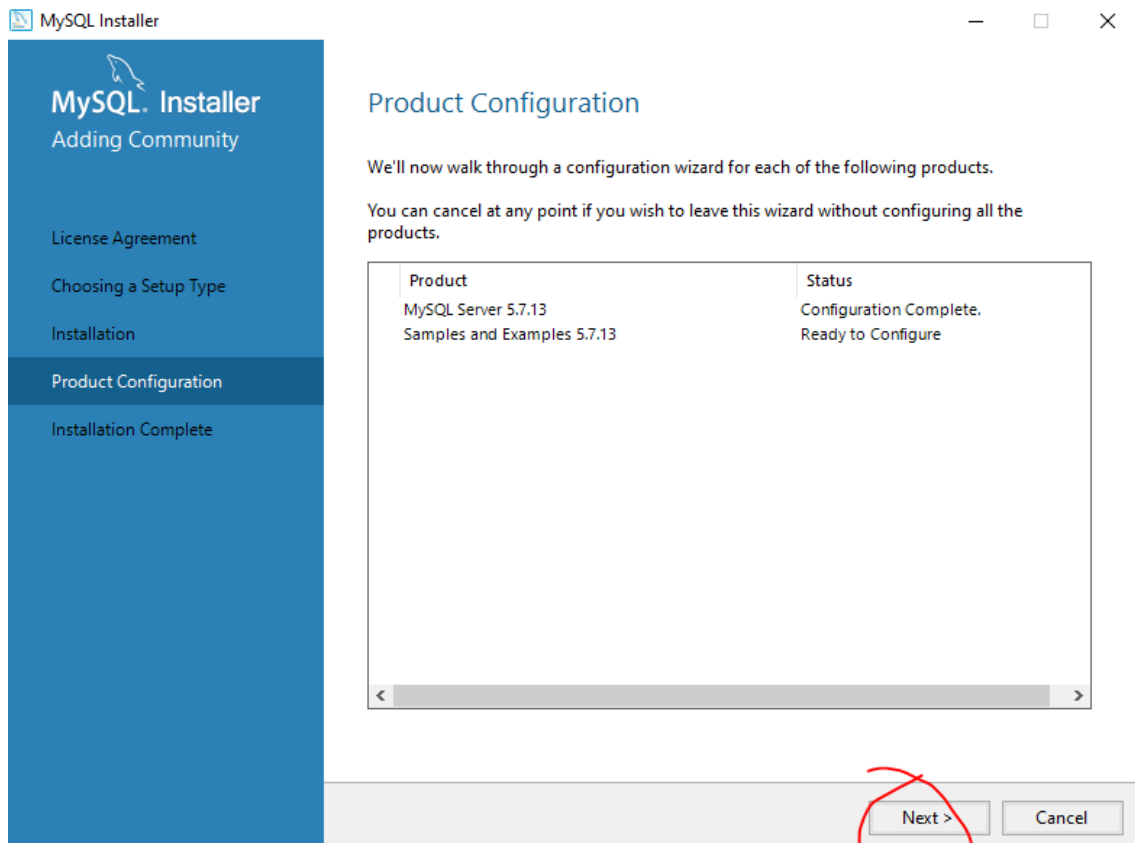 MySQL Installer
MySQL. Installer
Adding Community
License Agreement
Choosing a Setup Type
Installation
Product Configuration
Installation Complete
Product Configuration
We'll now walk through a configuration wizard for each of the following products.
You can cancel at any point if you wish to leave this wizard without configuring all the
products.
Product Status
MySQL Server 5.7.13 Configuration Complete.
Samples and Examples 5.7.13 Ready to Configure
Next > Cancel